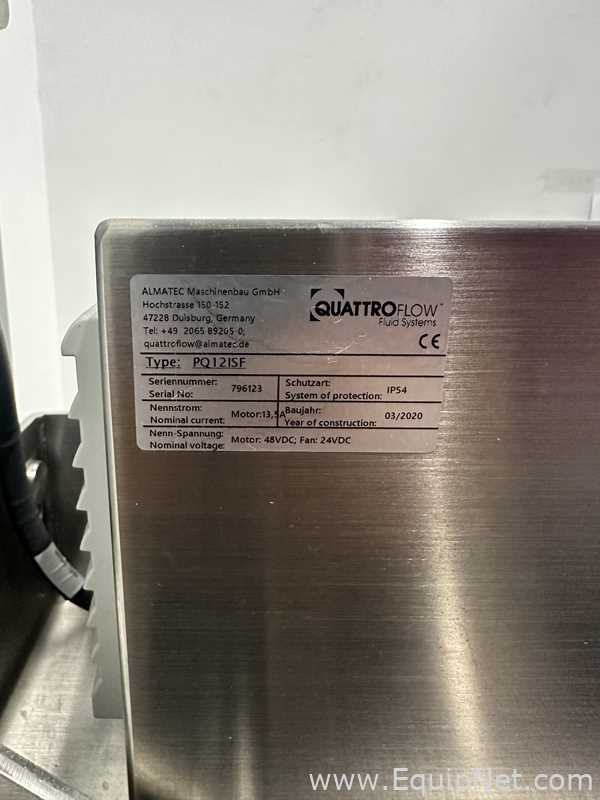 ALMATEC Maschinenbau GmbH
Hochstrasse 150-152
47228 Duisburg, Germany
Tel: +49 2065 89205-0;
quattroflow@almatec.de
QUATTROFLOW™
Fluid Systems
CE
Type: PQ12ISF
Seriennummer:
Serial No: 796123
Schutzart:
System of protection: IP54
Nennstrom:
Nominal current: Motor:13,5A
Baujahr:
Year of construction: 03/2020
Nenn-Spannung:
Nominal voltage: Motor: 48VDC; Fan: 24VDC
www.EquipNet.com